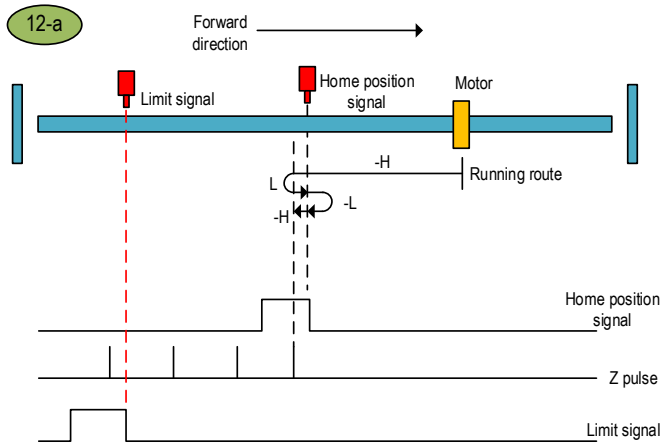 12-a
Forward
direction
Limit signal
Home position
signal
Motor
-H
Running route
L
-L
-H
Home position
signal
Z pulse
Limit signal